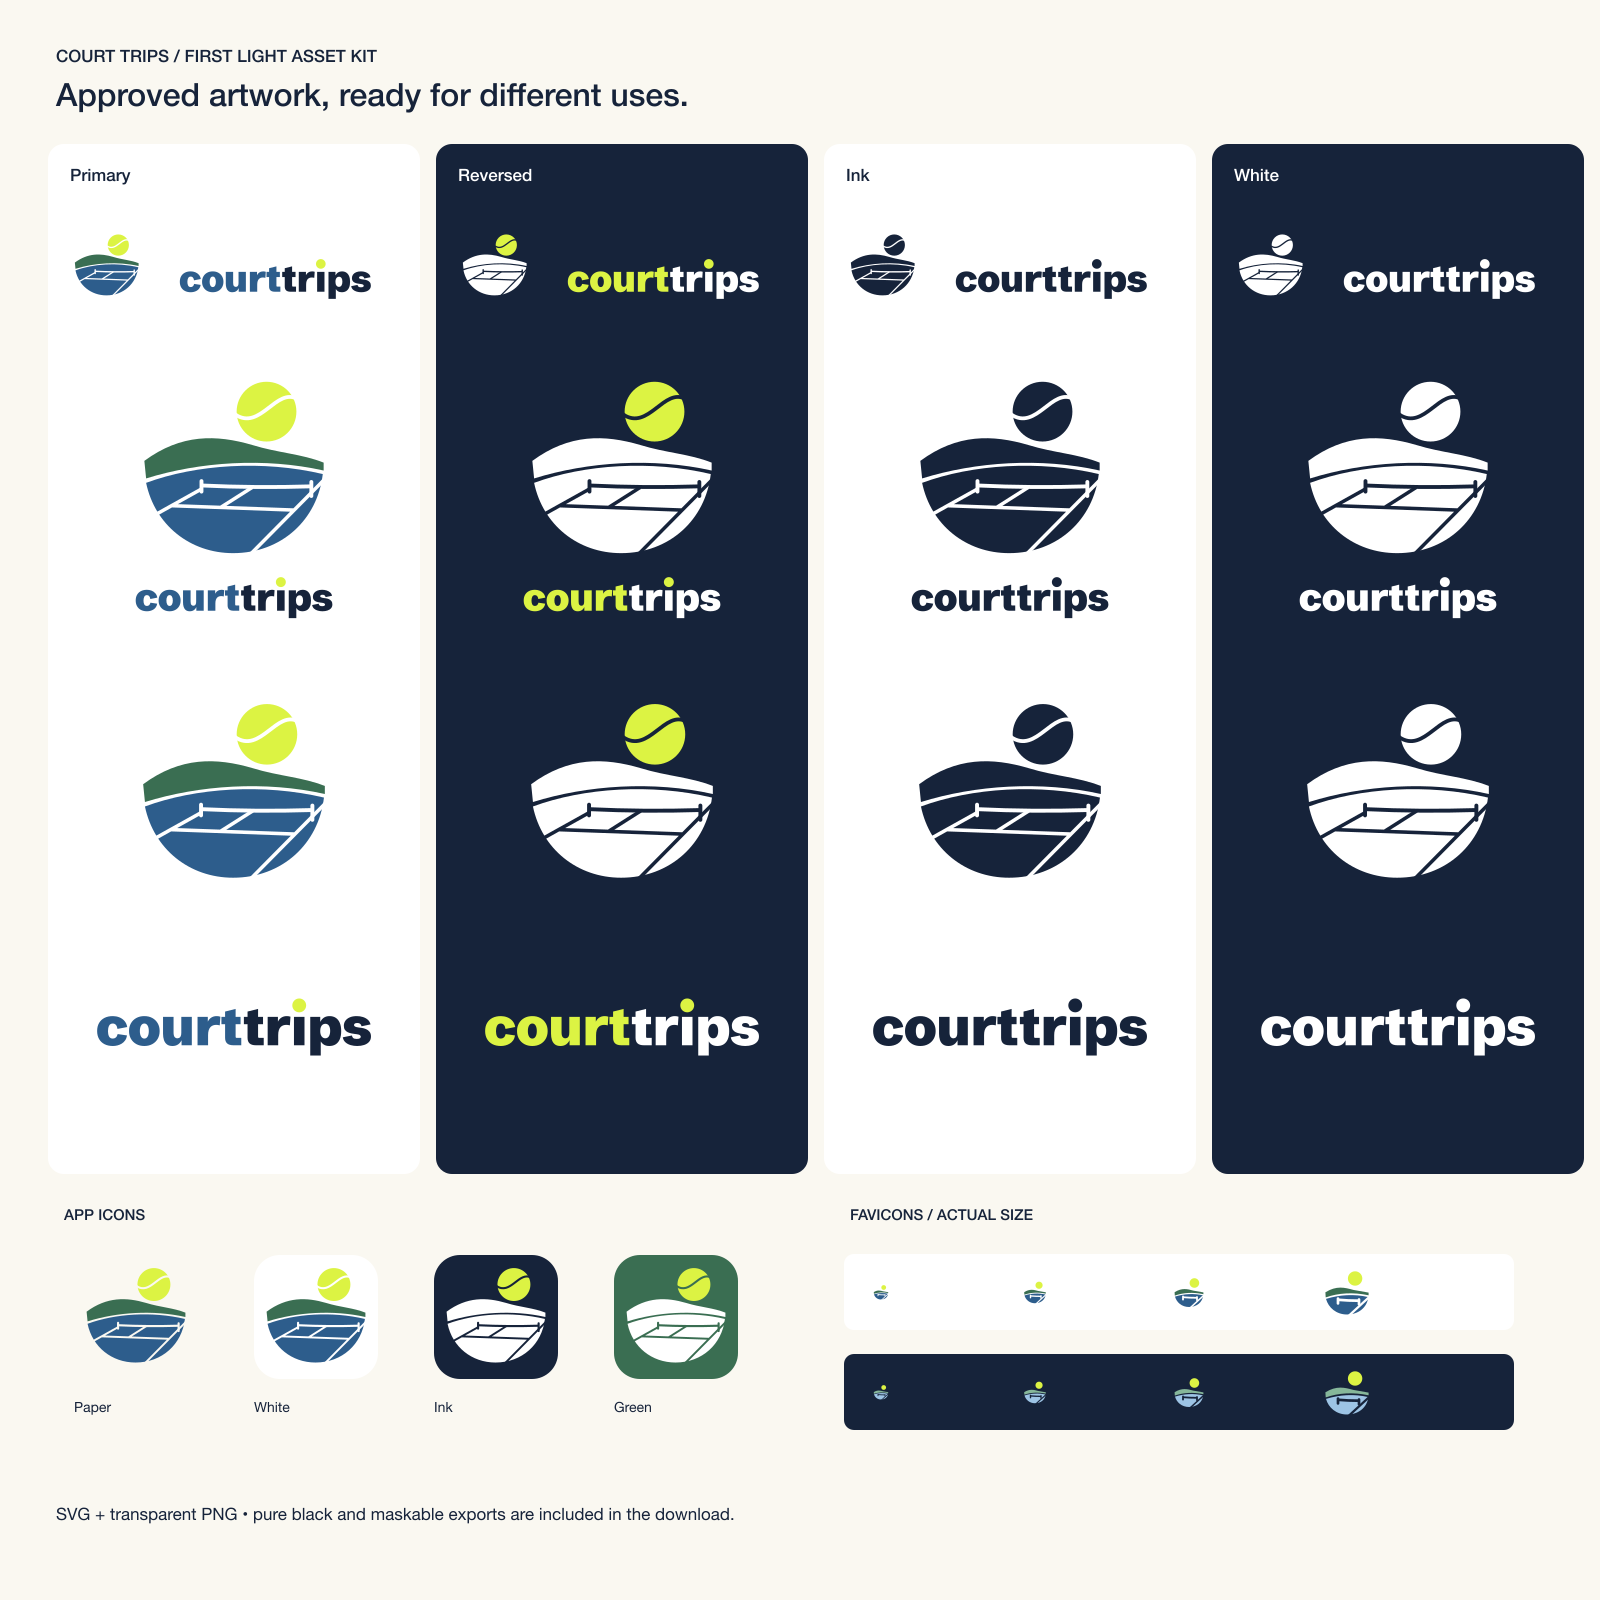 COURT TRIPS / FIRST LIGHT ASSET KIT
Approved artwork, ready for different uses.
Primary
Reversed
Ink
White
courttrips
courttrips
courttrips
courttrips
courttrips
courttrips
courttrips
courttrips
courttrips
courttrips
courttrips
courttrips
APP ICONS
FAVICONS / ACTUAL SIZE
Paper
White
Ink
Green
SVG + transparent PNG • pure black and maskable exports are included in the download.